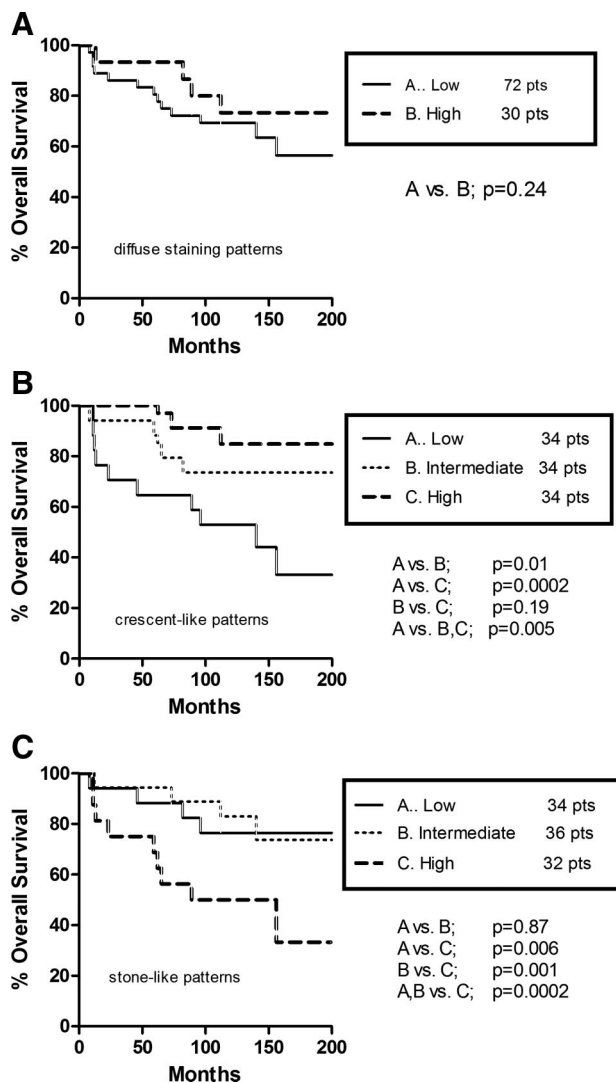 A
% Overall Survival
100
80
60
40
20
0
diffuse staining patterns
0 50 100 150 200
Months
A.. Low 72 pts
B. High 30 pts
A vs. B; p=0.24
B
% Overall Survival
100
80
60
40
20
0
crescent-like patterns
0 50 100 150 200
Months
A.. Low 34 pts
B. Intermediate 34 pts
C. High 34 pts
A vs. B; p=0.01
A vs. C; p=0.0002
B vs. C; p=0.19
A vs. B,C; p=0.005
C
% Overall Survival
100
80
60
40
20
0
stone-like patterns
0 50 100 150 200
Months
A.. Low 34 pts
B. Intermediate 36 pts
C. High 32 pts
A vs. B; p=0.87
A vs. C; p=0.006
B vs. C; p=0.001
A,B vs. C; p=0.0002